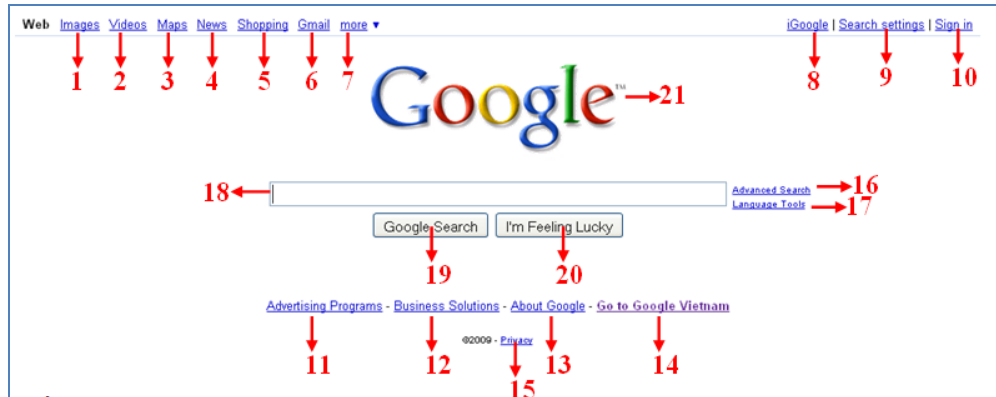 Web Images Videos Maps News Shopping Gmail more ▼ iGoogle | Search settings | Sign in
1 2 3 4 5 6 7 8 9 10
Google™ 21
18 Advanced Search 16
Language Tools 17
Google Search I'm Feeling Lucky
19 20
Advertising Programs - Business Solutions - About Google - Go to Google Vietnam
©2009 - Privacy
11 12 13 14
15